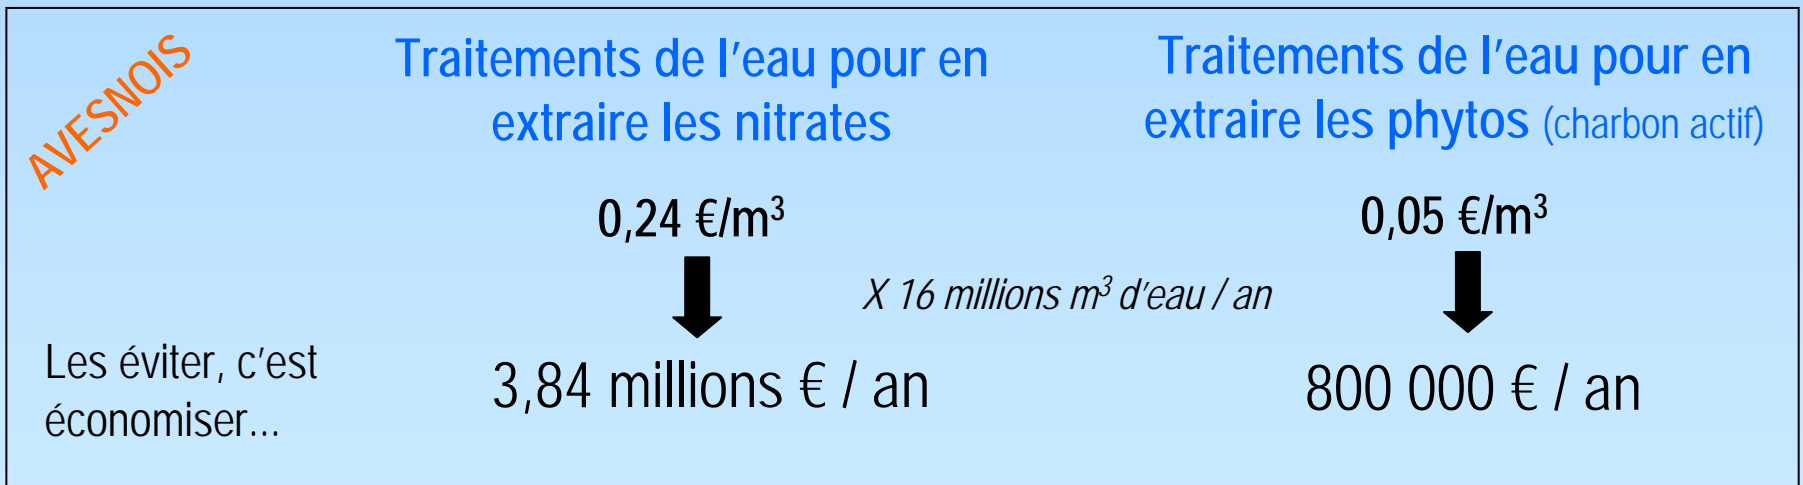 AVESNOIS
Traitements de l'eau pour en
extraire les nitrates
0,24 €/m³
Traitements de l'eau pour en
extraire les phytos (charbon actif)
0,05 €/m³
X 16 millions m³ d'eau / an
Les éviter, c'est
économiser...
3,84 millions € / an
800 000 € / an